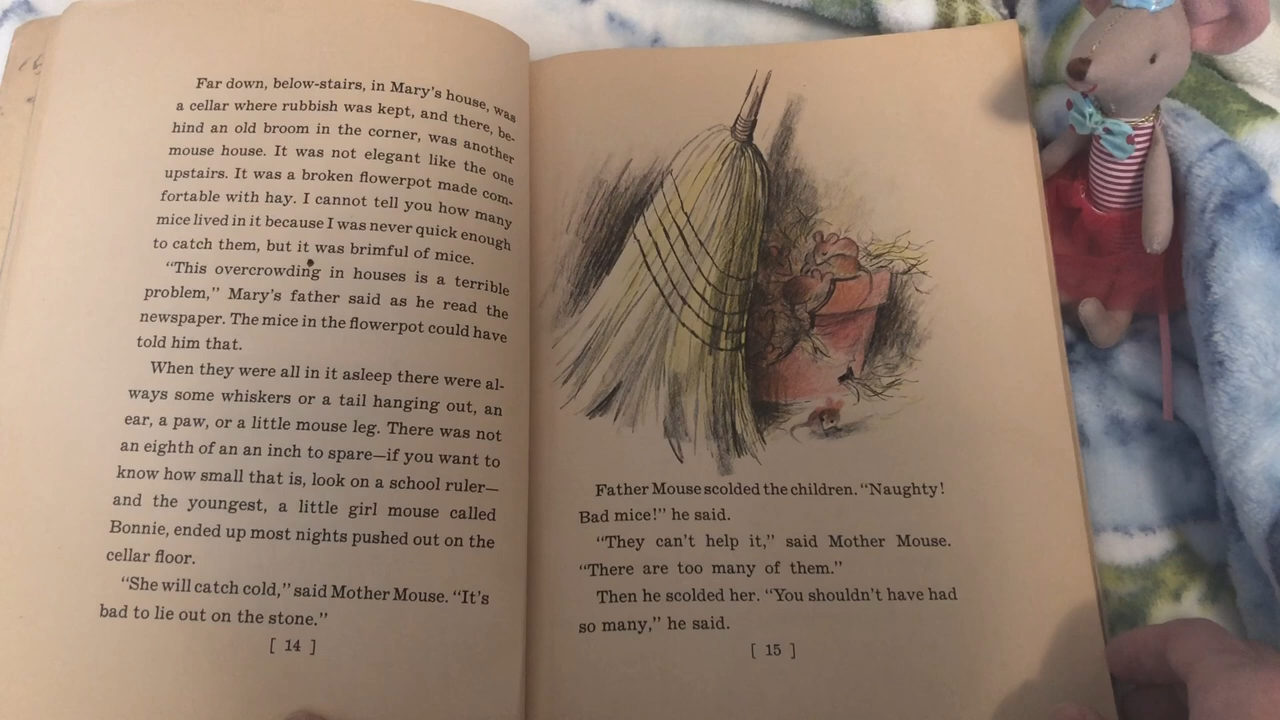 Far down, below-stairs, in Mary's house, was
a cellar where rubbish was kept, and there, be-
hind an old broom in the corner, was another
mouse house. It was not elegant like the one
upstairs. It was a broken flowerpot made com-
fortable with hay. I cannot tell you how many
mice lived in it because I was never quick enough
to catch them, but it was brimful of mice.
“This overcrowding in houses is a terrible
problem,” Mary's father said as he read the
newspaper. The mice in the flowerpot could have
told him that.
When they were all in it asleep there were al-
ways some whiskers or a tail hanging out, an
ear, a paw, or a little mouse leg. There was not
an eighth of an an inch to spare—if you want to
know how small that is, look on a school ruler—
and the youngest, a little girl mouse called
Bonnie, ended up most nights pushed out on the
cellar floor.
“She will catch cold,” said Mother Mouse. “It's
bad to lie out on the stone.”
[ 14 ]
Father Mouse scolded the children. “Naughty!
Bad mice!” he said.
“They can't help it,” said Mother Mouse.
“There are too many of them.”
Then he scolded her. “You shouldn't have had
so many,” he said.
[ 15 ]